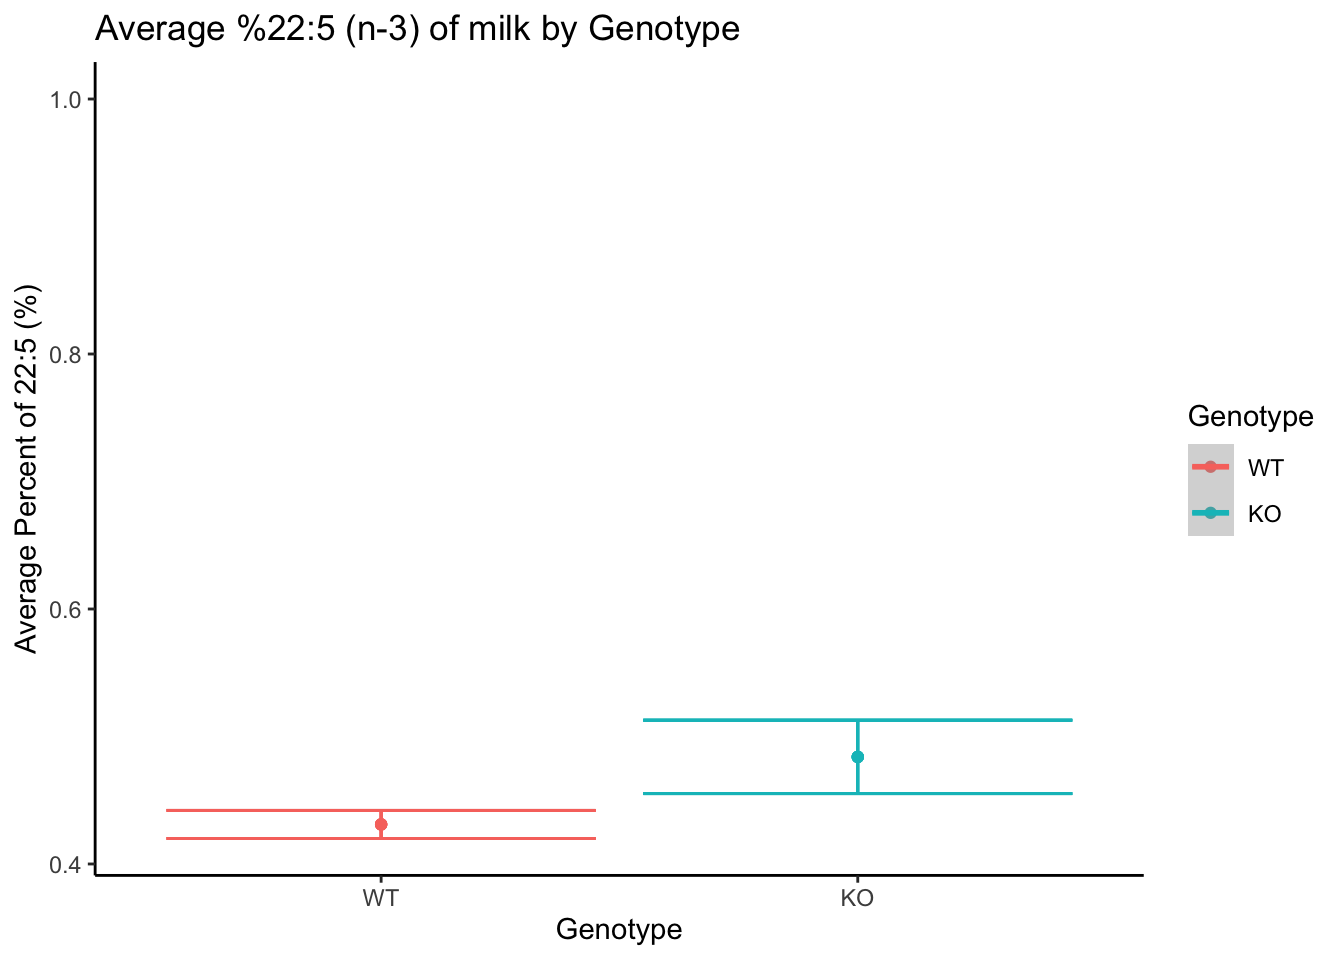 Average %22:5 (n-3) of milk by Genotype
1.0
0.8
0.6
0.4
Average Percent of 22:5 (%)
WT
KO
Genotype
Genotype
WT
KO